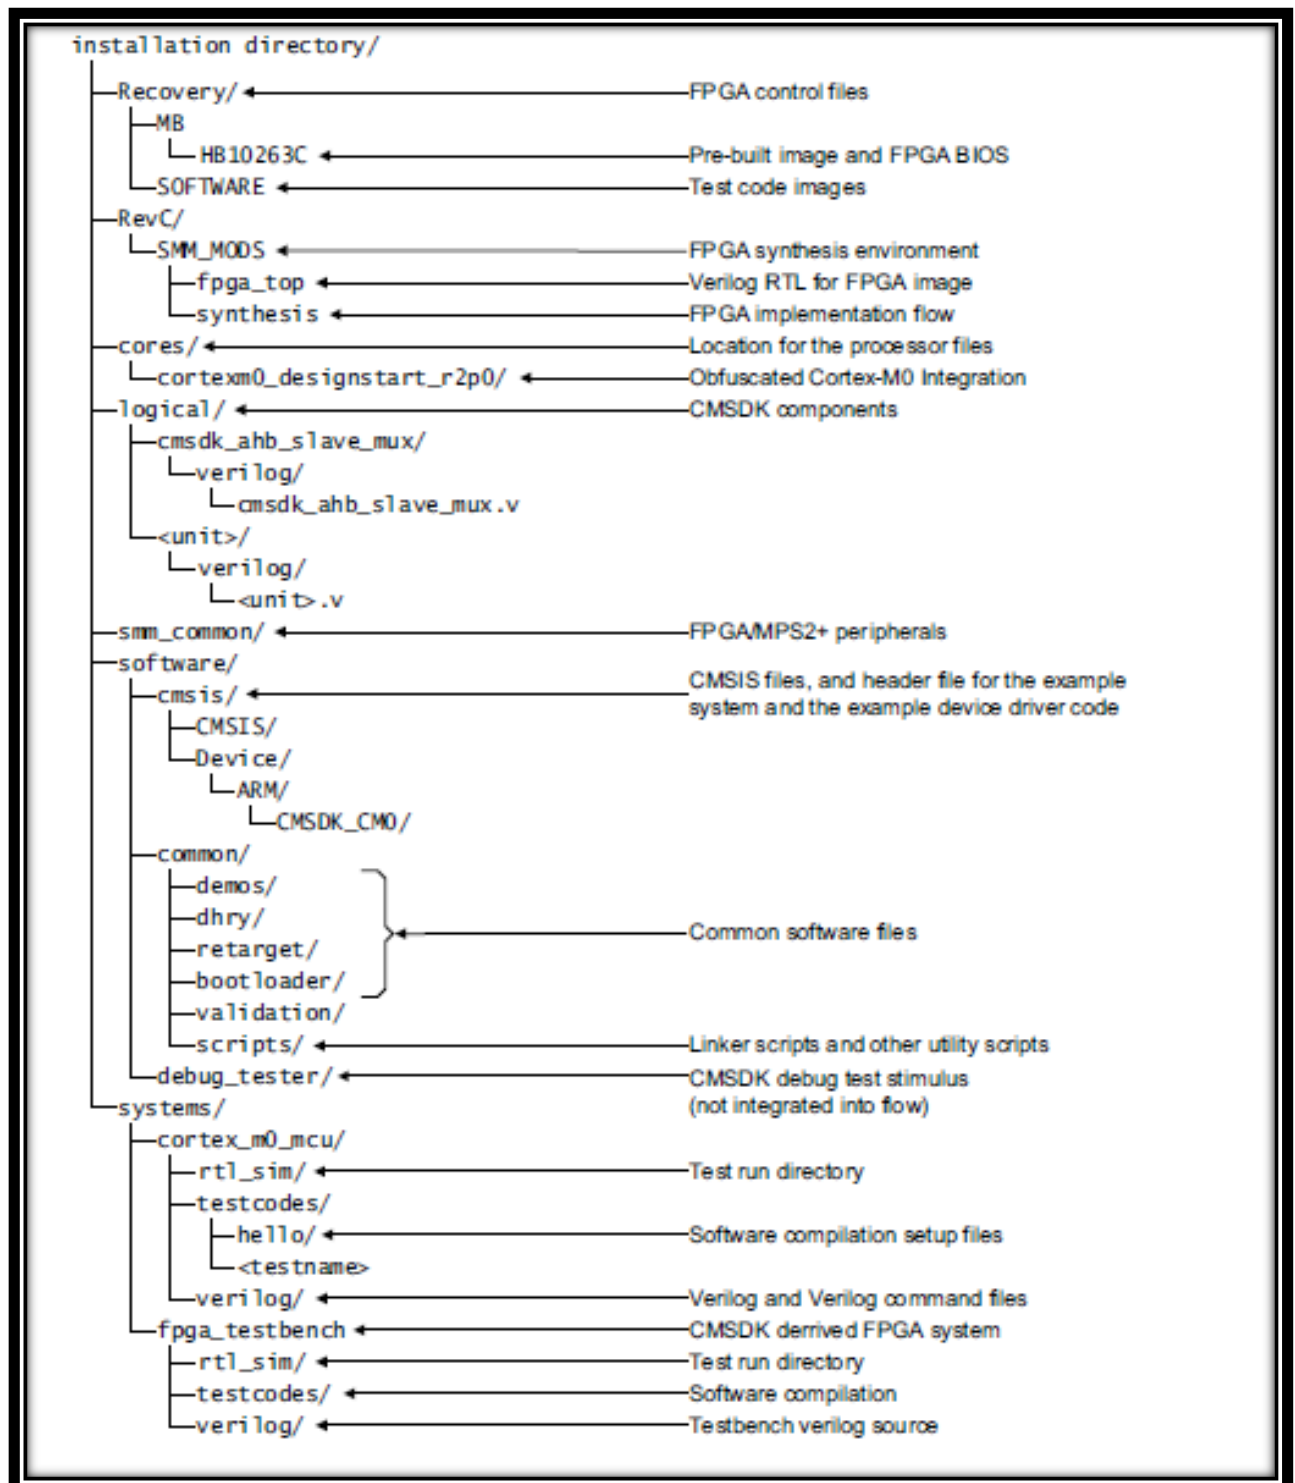 installation directory/
Recovery/ FPGA control files
MB
HB10263C Pre-built image and FPGA BIOS
SOFTWARE Test code images
RevC/
SMM_MODS FPGA synthesis environment
fpga_top Verilog RTL for FPGA image
synthesis FPGA implementation flow
cores/ Location for the processor files
cortexm0_designstart_r2p0/ Obfuscated Cortex-M0 Integration
logical/ CMSDK components
cmsdk_ahb_slave_mux/
verilog/
cmsdk_ahb_slave_mux.v
<unit>/
verilog/
<unit>.v
smm_common/ FPGA/MPS2+ peripherals
software/
cmsis/ CMSIS files, and header file for the example
system and the example device driver code
CMSIS/
Device/
ARM/
CMSDK_CM0/
common/
demos/
dhry/
retarget/
bootloader/
Common software files
validation/
scripts/ Linker scripts and other utility scripts
debug_tester/ CMSDK debug test stimulus
(not integrated into flow)
systems/
cortex_m0_mcu/
rtl_sim/ Test run directory
testcodes/
hello/ Software compilation setup files
<testname>
verilog/ Verilog and Verilog command files
fpga_testbench CMSDK derrived FPGA system
rtl_sim/ Test run directory
testcodes/ Software compilation
verilog/ Testbench verilog source